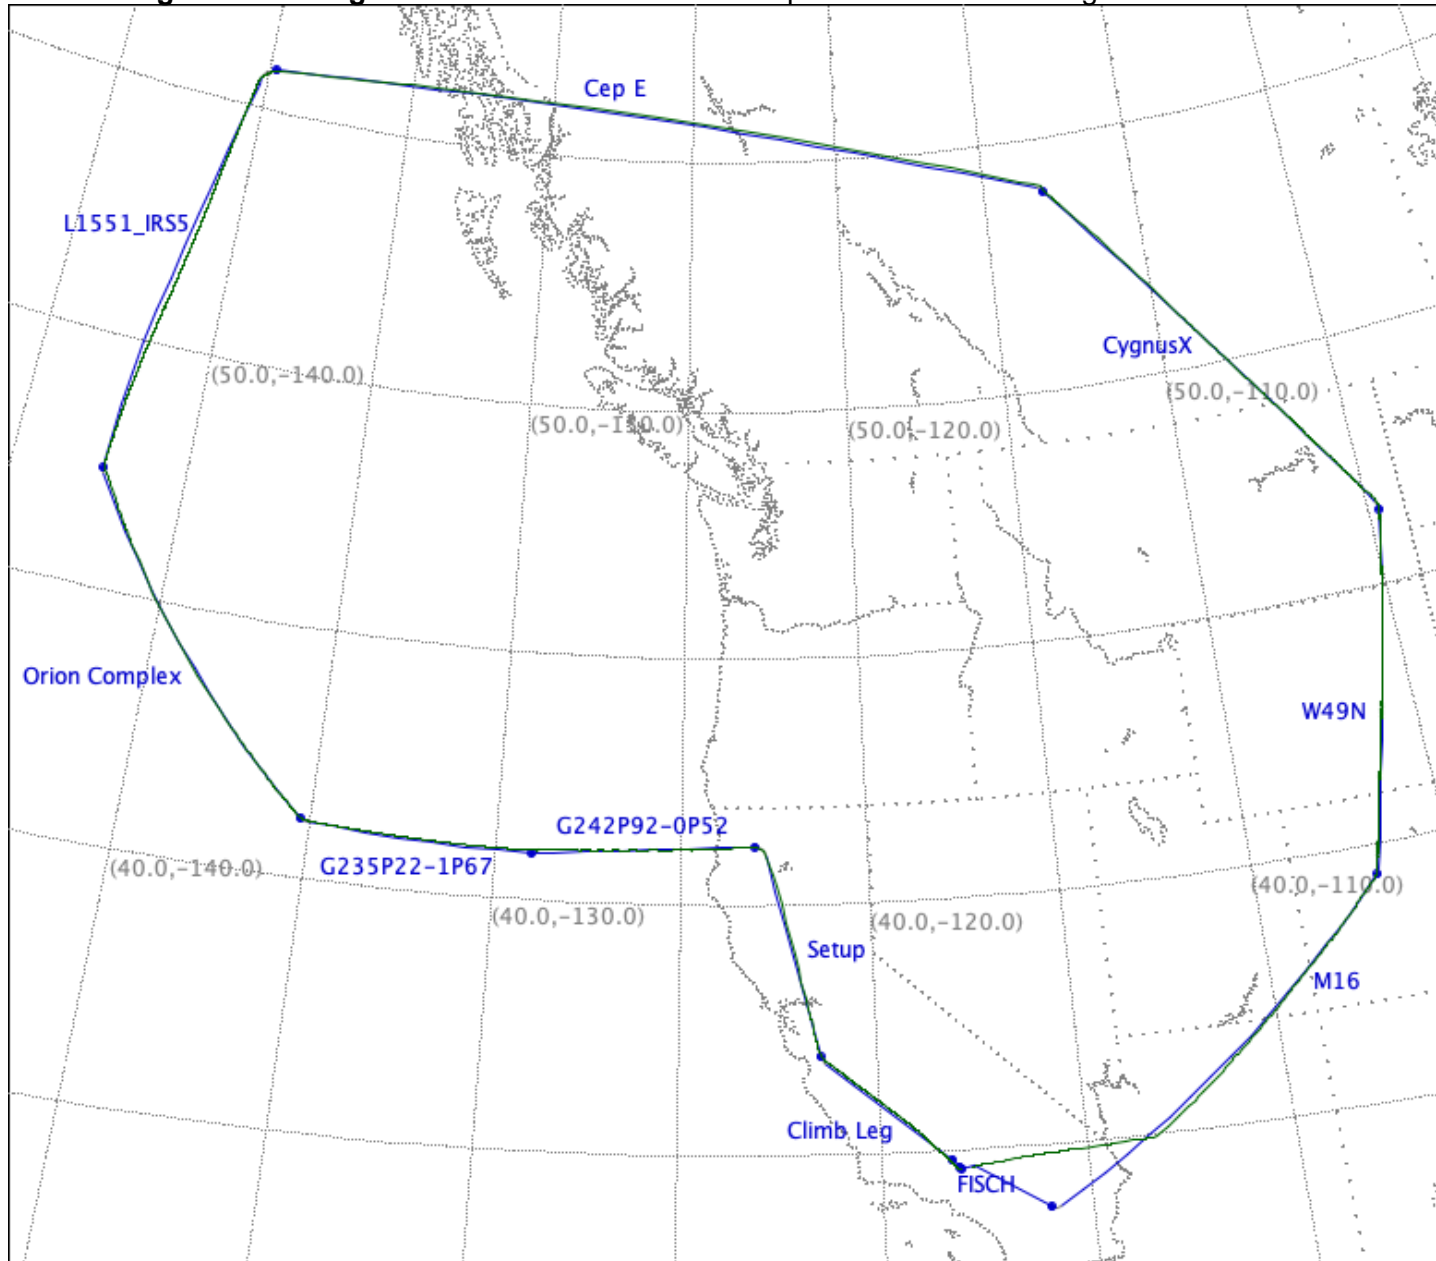 Cep E
L1551_IRS5
CygnusX
(50.0,-140.0)
(50.0,-110.0)
(50.0,-130.0)
(50.0,-120.0)
Orion Complex
W49N
G242P92-0P52
G235P22-1P67
(40.0,-140.0)
(40.0,-110.0)
(40.0,-130.0)
(40.0,-120.0)
Setup
M16
Climb Leg
FISCH